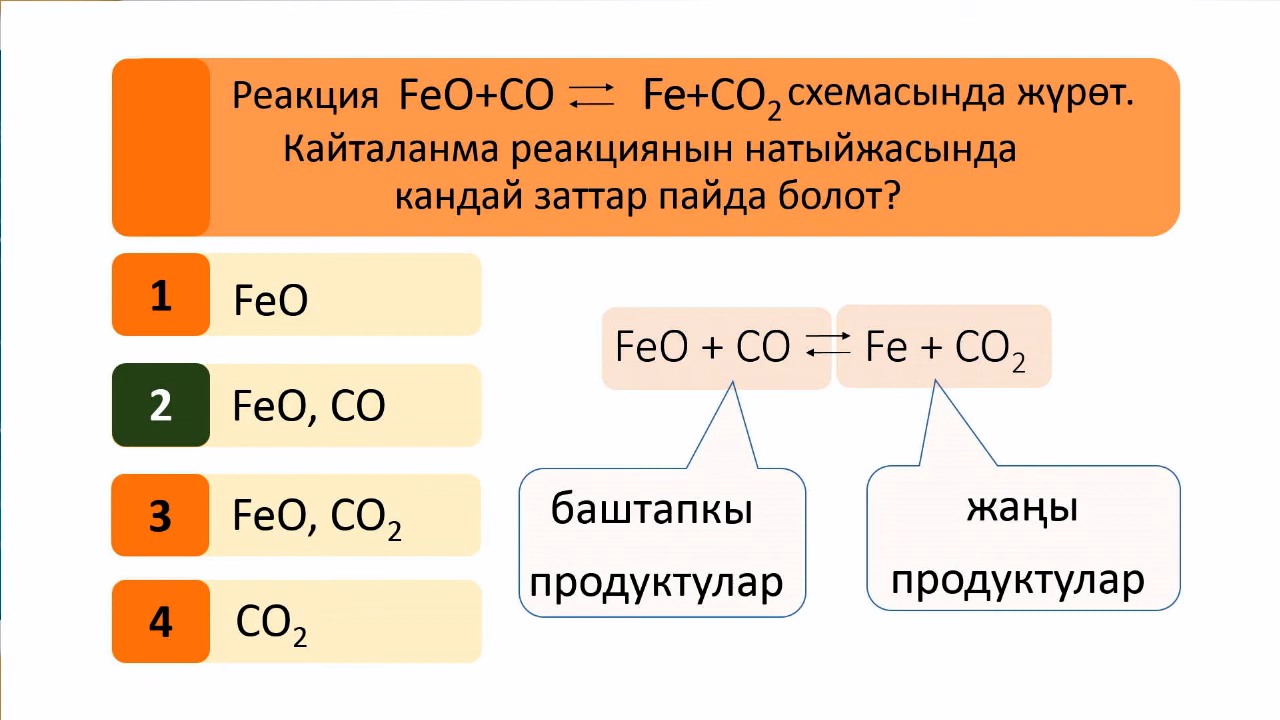 Реакция FeO+CO ⇄ Fe+CO₂ схемасында жүрөт.
Кайталанма реакциянын натыйжасында
кандай заттар пайда болот?
1 FeO
2 FeO, CO
3 FeO, CO₂
4 CO₂
FeO + CO ⇄ Fe + CO₂
баштапкы
продуктулар
жаңы
продуктулар